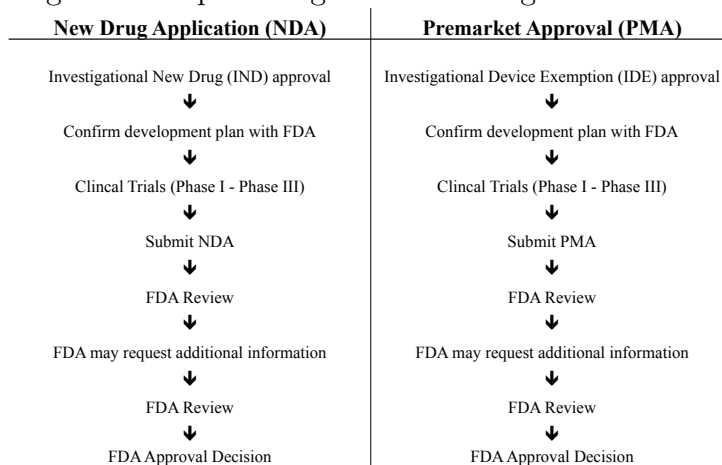 New Drug Application (NDA) Premarket Approval (PMA)
Investigational New Drug (IND) approval Investigational Device Exemption (IDE) approval
Confirm development plan with FDA Confirm development plan with FDA
Clincal Trials (Phase I - Phase III) Clincal Trials (Phase I - Phase III)
Submit NDA Submit PMA
FDA Review FDA Review
FDA may request additional information FDA may request additional information
FDA Review FDA Review
FDA Approval Decision FDA Approval Decision